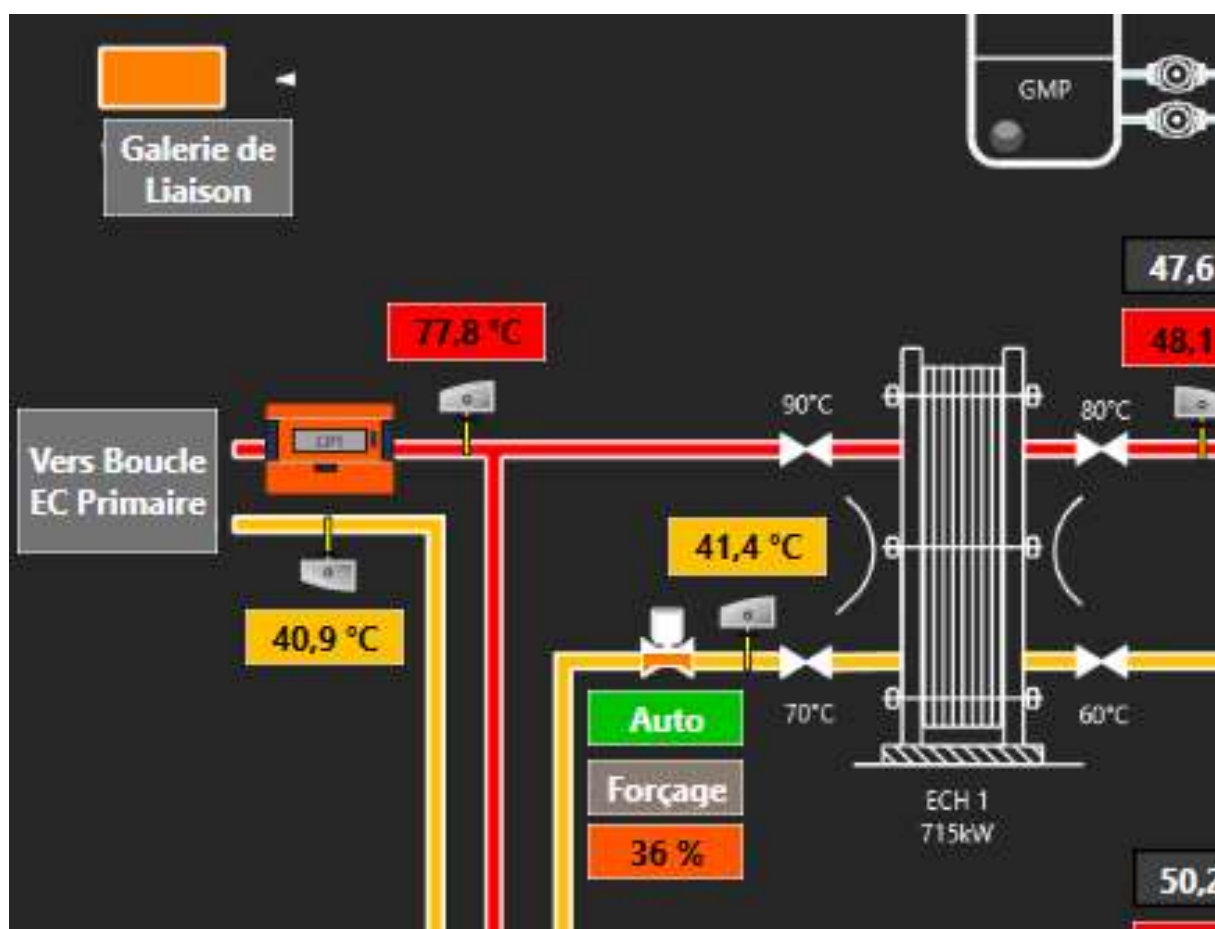 GMP
Galerie de
Liaison
47,6
77,8 °C
48,1
90°C
80°C
Vers Boucle
EC Primaire
41,4 °C
40,9 °C
Auto
70°C
60°C
Forçage
ECH 1
715kW
36 %
50,2